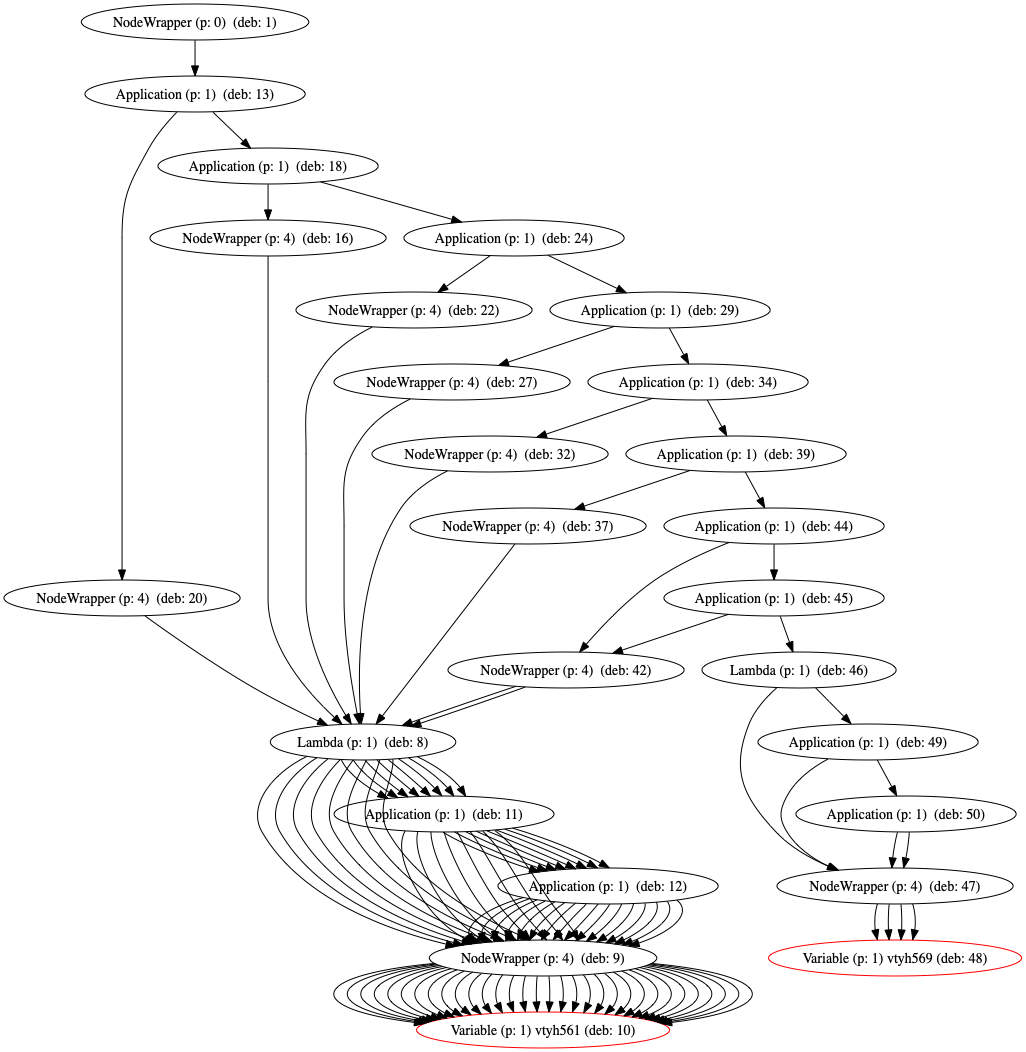 NodeWrapper (p: 0)  (deb: 1)
Application (p: 1)  (deb: 13)
Application (p: 1)  (deb: 18)
NodeWrapper (p: 4)  (deb: 16)
Application (p: 1)  (deb: 24)
NodeWrapper (p: 4)  (deb: 22)
Application (p: 1)  (deb: 29)
NodeWrapper (p: 4)  (deb: 27)
Application (p: 1)  (deb: 34)
NodeWrapper (p: 4)  (deb: 32)
Application (p: 1)  (deb: 39)
NodeWrapper (p: 4)  (deb: 37)
Application (p: 1)  (deb: 44)
NodeWrapper (p: 4)  (deb: 20)
Application (p: 1)  (deb: 45)
NodeWrapper (p: 4)  (deb: 42)
Lambda (p: 1)  (deb: 46)
Lambda (p: 1)  (deb: 8)
Application (p: 1)  (deb: 49)
Application (p: 1)  (deb: 11)
Application (p: 1)  (deb: 50)
Application (p: 1)  (deb: 12)
NodeWrapper (p: 4)  (deb: 47)
NodeWrapper (p: 4)  (deb: 9)
Variable (p: 1) vtyh569 (deb: 48)
Variable (p: 1) vtyh561 (deb: 10)